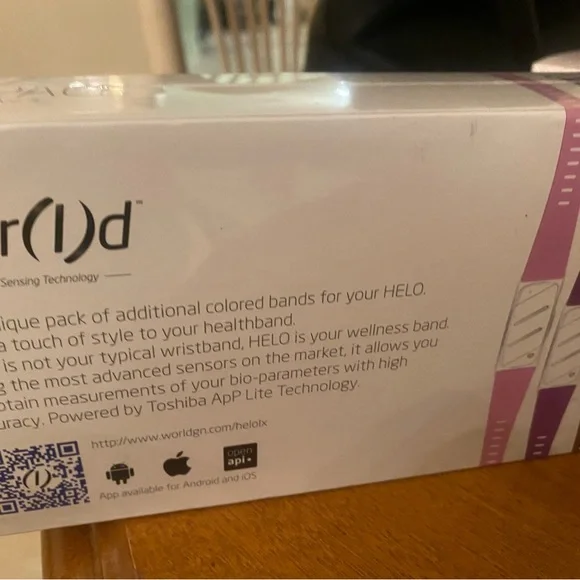 r(I)d™
Sensing Technology
ique pack of additional colored bands for your HELO.
a touch of style to your healthband.
is not your typical wristband, HELO is your wellness band.
g the most advanced sensors on the market, it allows you
otain measurements of your bio-parameters with high
uracy. Powered by Toshiba ApP Lite Technology.
http://www.worldgn.com/helolx
open
api
App available for Android and iOS